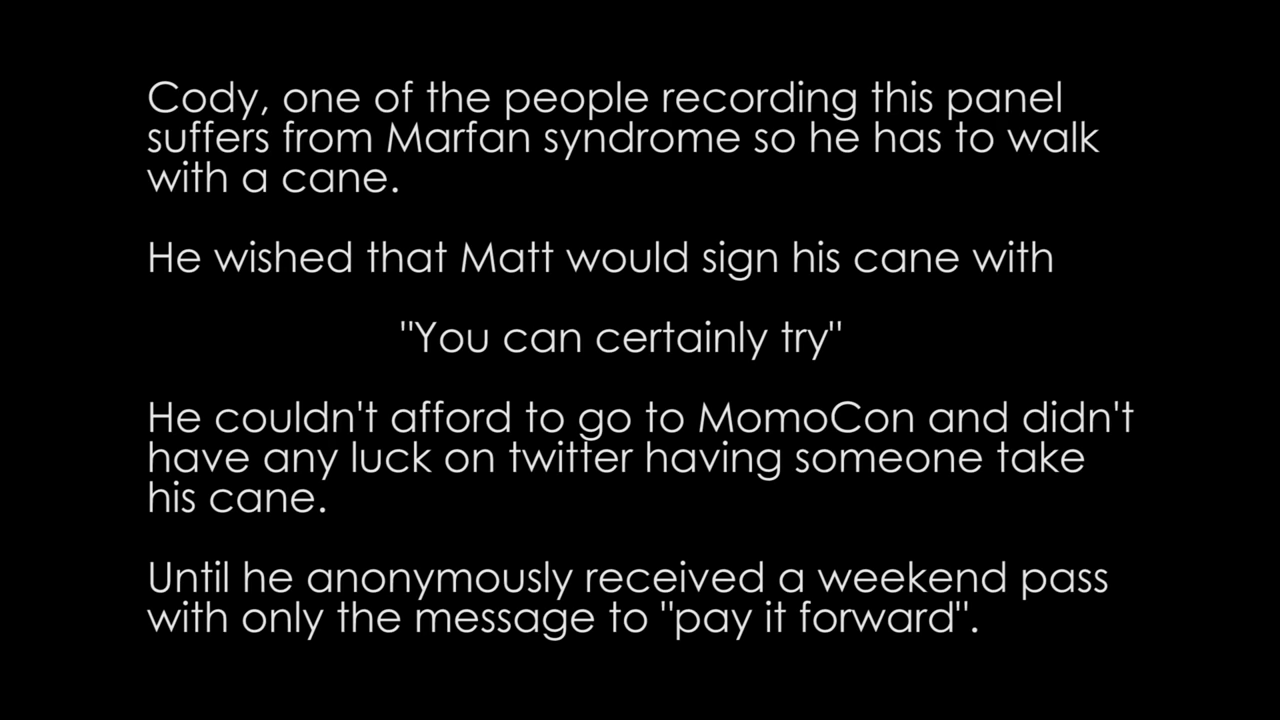 Cody, one of the people recording this panel
suffers from Marfan syndrome so he has to walk
with a cane.
He wished that Matt would sign his cane with
"You can certainly try"
He couldn't afford to go to MomoCon and didn't
have any luck on twitter having someone take
his cane.
Until he anonymously received a weekend pass
with only the message to "pay it forward".